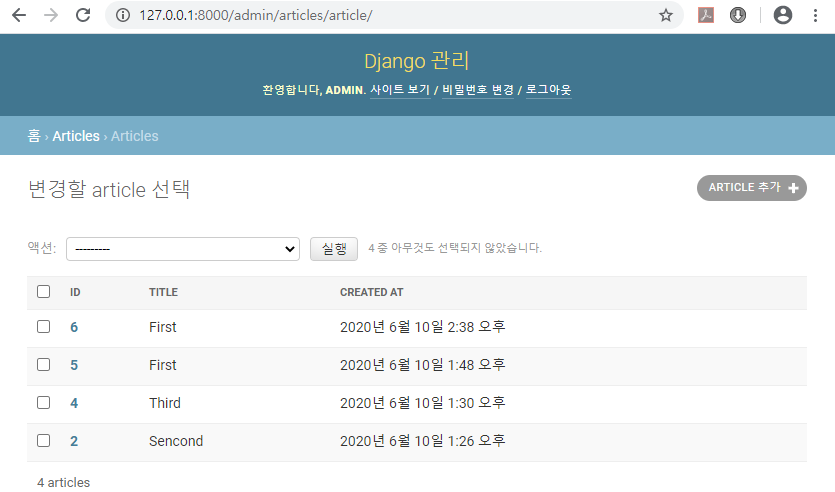 127.0.0.1:8000/admin/articles/article/
Django 관리
환영합니다, ADMIN. 사이트 보기 / 비밀번호 변경 / 로그아웃
홈 › Articles › Articles
변경할 article 선택
ARTICLE 추가 +
액션: --------- 실행 4 중 아무것도 선택되지 않았습니다.
ID TITLE CREATED AT
6 First 2020년 6월 10일 2:38 오후
5 First 2020년 6월 10일 1:48 오후
4 Third 2020년 6월 10일 1:30 오후
2 Sencond 2020년 6월 10일 1:26 오후
4 articles